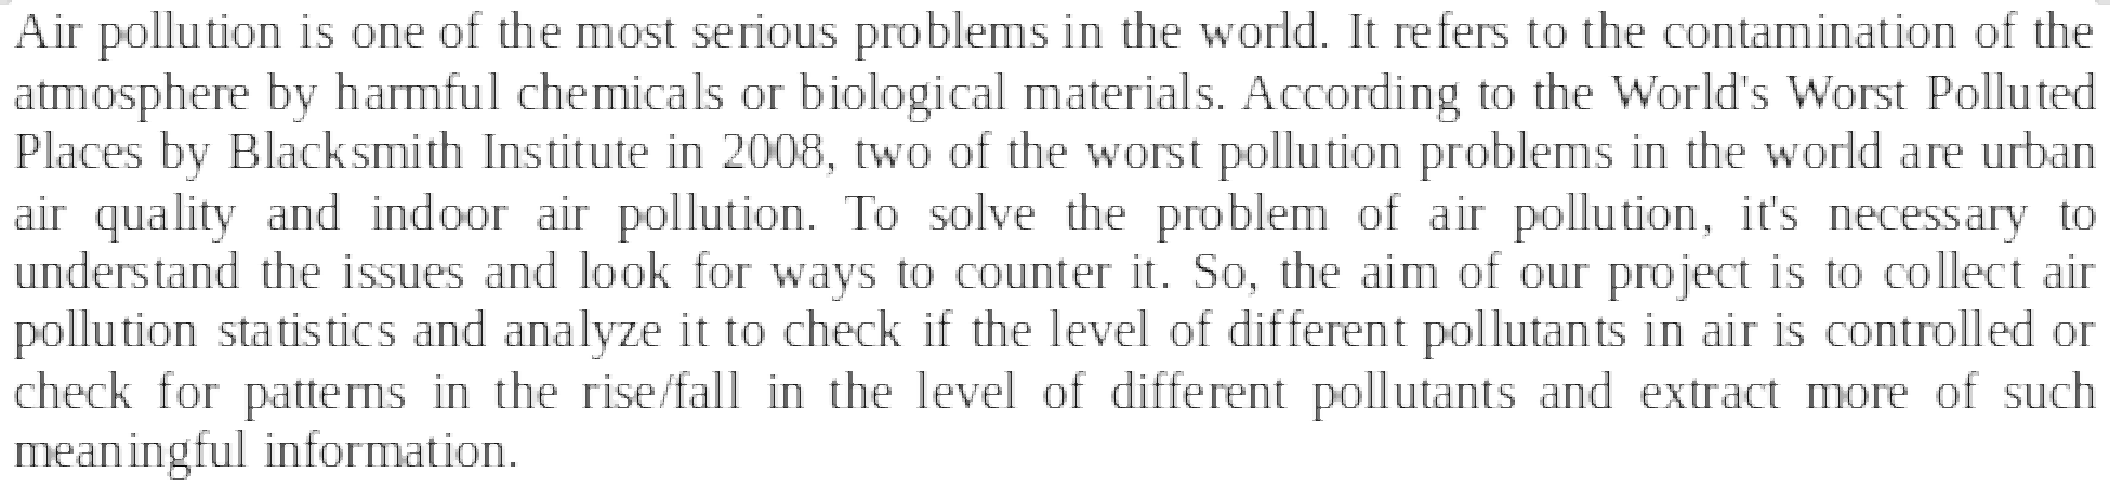 Air pollution is one of the most serious problems in the world. It refers to the contamination of the
atmosphere by harmful chemicals or biological materials. According to the World's Worst Polluted
Places by Blacksmith Institute in 2008, two of the worst pollution problems in the world are urban
air quality and indoor air pollution. To solve the problem of air pollution, it's necessary to
understand the issues and look for ways to counter it. So, the aim of our project is to collect air
pollution statistics and analyze it to check if the level of different pollutants in air is controlled or
check for patterns in the rise/fall in the level of different pollutants and extract more of such
meaningful information.